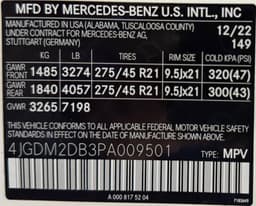 MFD BY MERCEDES-BENZ U.S. INTL., INC
MADE IN USA (ALABAMA, TUSCALOOSA COUNTY) 12/22
UNDER CONTRACT FOR MERCEDES-BENZ AG, 149
STUTTGART (GERMANY)
KG LB TIRE SIZE RIM SIZE COLD KPA(PSI)
GAWR FRONT 1485 3274 275/45 R21 9.5Jx21 320(47)
GAWR REAR 1840 4057 275/45 R21 9.5Jx21 300(43)
GVWR 3265 7198
THIS VEHICLE CONFORMS TO ALL APPLICABLE FEDERAL MOTOR
VEHICLE SAFETY STANDARDS IN EFFECT ON THE DATE OF
MANUFACTURE SHOWN ABOVE.
4JGDM2DB3PA009501 TYPE: MPV
A 000 817 52 04